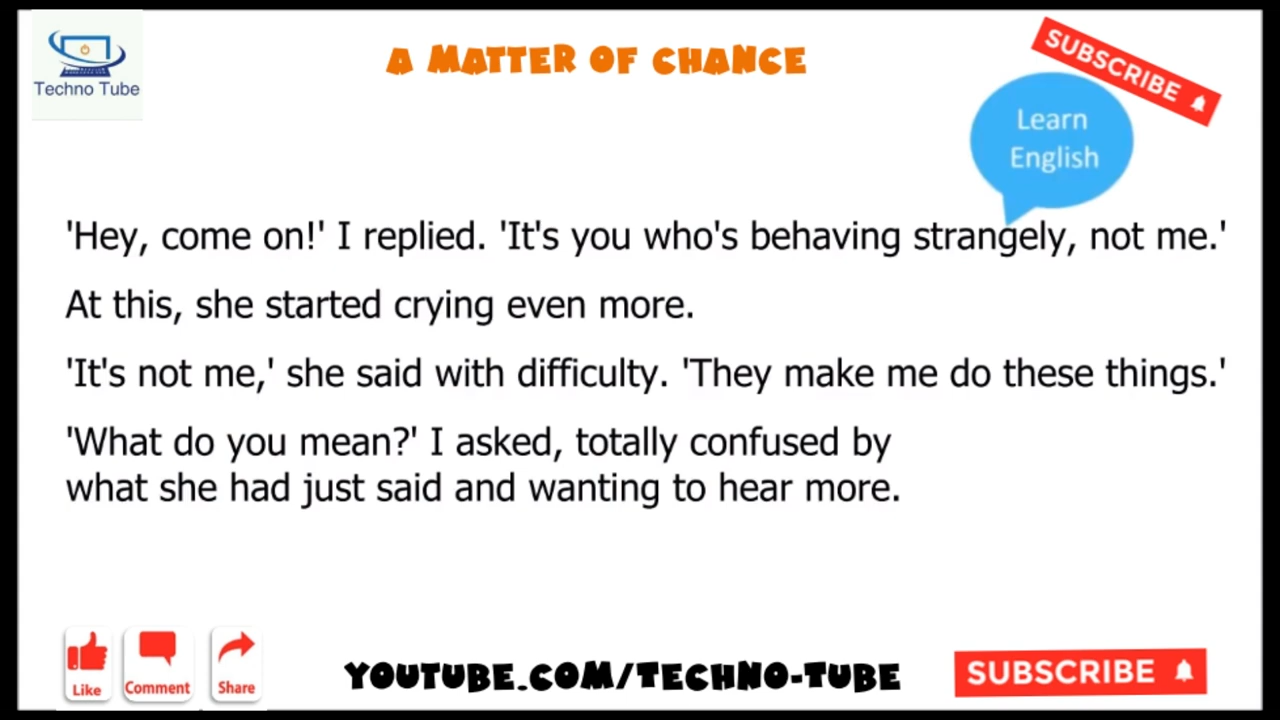 Techno Tube
A MATTER OF CHANCE
SUBSCRIBE
Learn
English
'Hey, come on!' I replied. 'It's you who's behaving strangely, not me.'
At this, she started crying even more.
'It's not me,' she said with difficulty. 'They make me do these things.'
'What do you mean?' I asked, totally confused by
what she had just said and wanting to hear more.
Like
Comment
Share
YOUTUBE.COM/TECHNO-TUBE
SUBSCRIBE